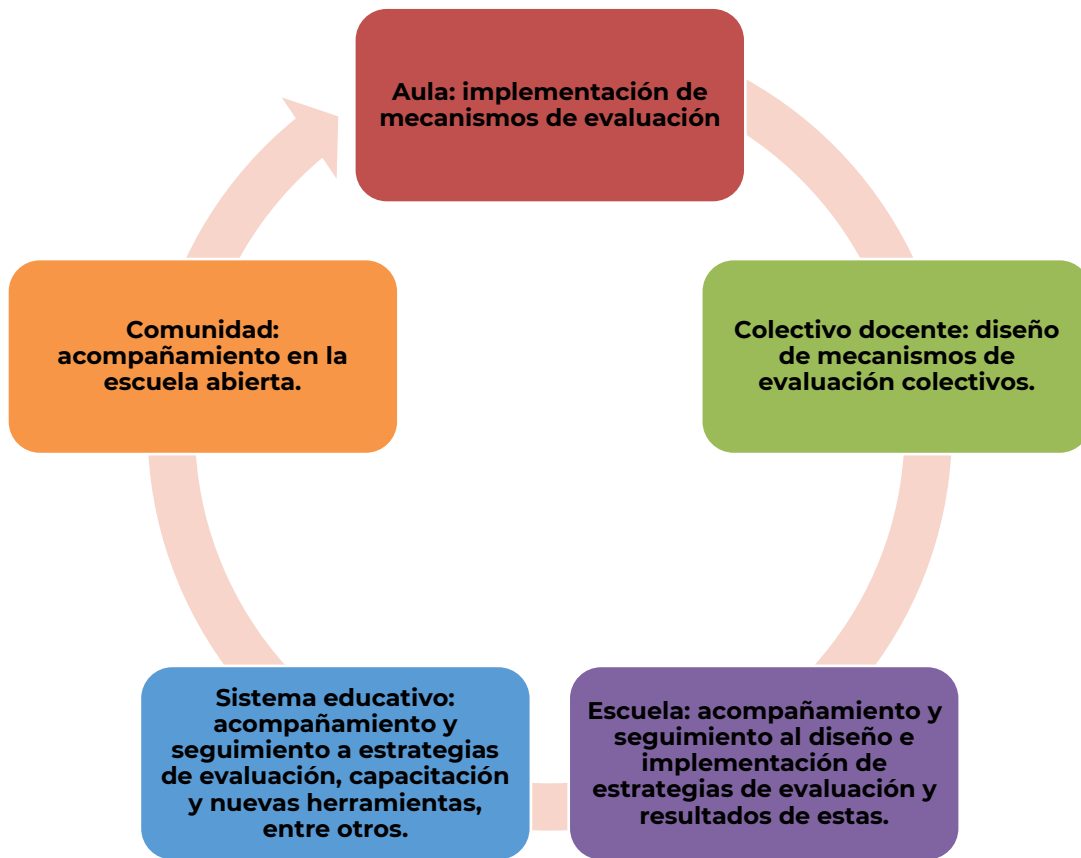 Aula: implementación de
mecanismos de evaluación
Colectivo docente: diseño
de mecanismos de
evaluación colectivos.
Escuela: acompañamiento y
seguimiento al diseño e
implementación de
estrategias de evaluación y
resultados de estas.
Sistema educativo:
acompañamiento y
seguimiento a estrategias
de evaluación, capacitación
y nuevas herramientas,
entre otros.
Comunidad:
acompañamiento en la
escuela abierta.